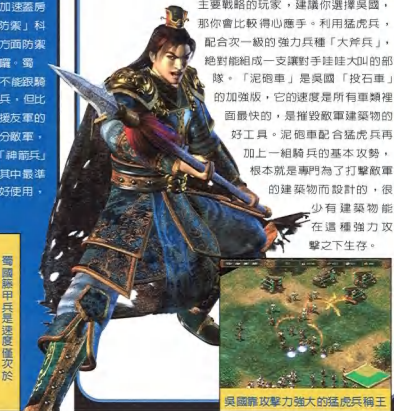 加速蓋房
防禦」科
方面防禦
囉。蜀
不能跟騎
兵，但比
援友軍的
分敵軍，
「神箭兵」
其中最準
好使用，
蜀國藤甲兵是速度僅次於
主要戰略的玩家，建議你選擇吳國，
那你會比較得心應手。利用猛虎兵，
配合次一級的強力兵種「大斧兵」，
絕對能組成一支讓對手哇哇大叫的部
隊。「泥砲車」是吳國「投石車」
的加強版，它的速度是所有車類裡
面最快的，是摧毀敵軍建築物的
好工具。泥砲車配合猛虎兵再
加上一組騎兵的基本攻勢，
根本就是專門為了打擊敵軍
的建築物而設計的，很
少有建築物能
在這種強力攻
擊之下生存。
吳國靠攻擊力強大的猛虎兵稱王